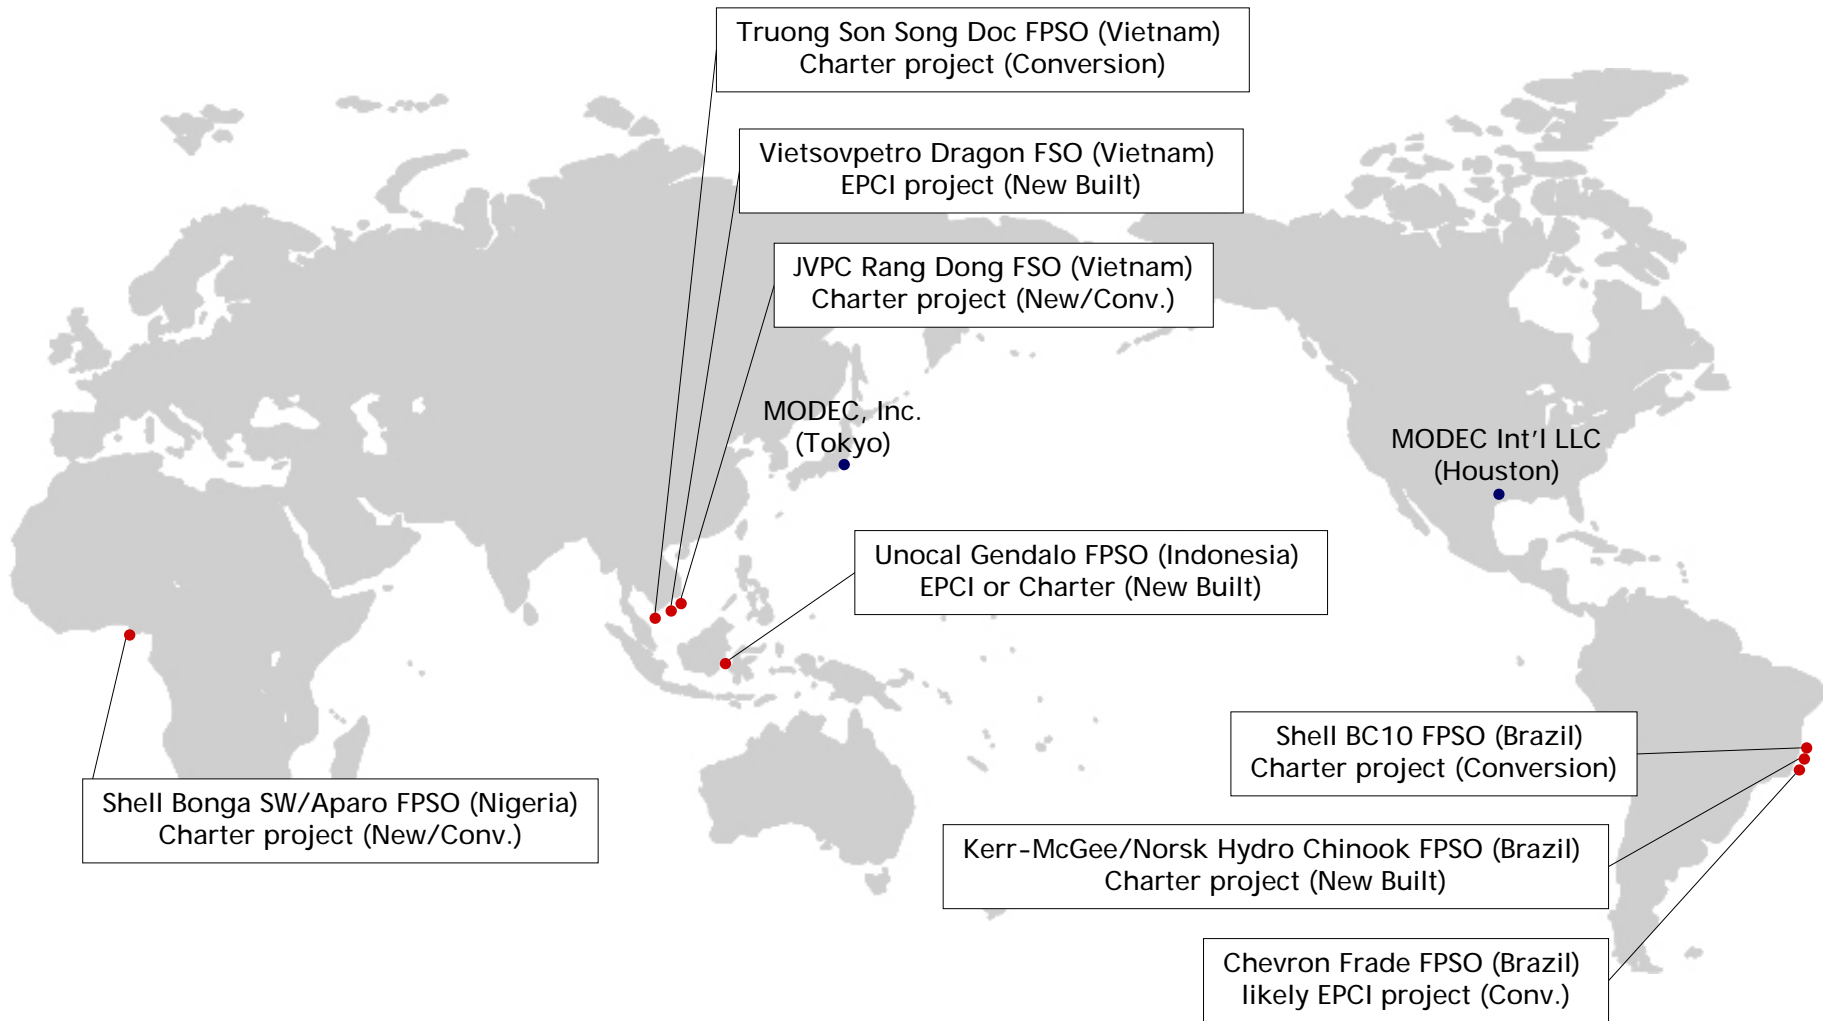 Truong Son Song Doc FPSO (Vietnam)
Charter project (Conversion)
Vietsovpetro Dragon FSO (Vietnam)
EPCI project (New Built)
JVPC Rang Dong FSO (Vietnam)
Charter project (New/Conv.)
MODEC, Inc.
(Tokyo)
MODEC Int'l LLC
(Houston)
Unocal Gendalo FPSO (Indonesia)
EPCI or Charter (New Built)
Shell BC10 FPSO (Brazil)
Charter project (Conversion)
Shell Bonga SW/Aparo FPSO (Nigeria)
Charter project (New/Conv.)
Kerr-McGee/Norsk Hydro Chinook FPSO (Brazil)
Charter project (New Built)
Chevron Frade FPSO (Brazil)
likely EPCI project (Conv.)